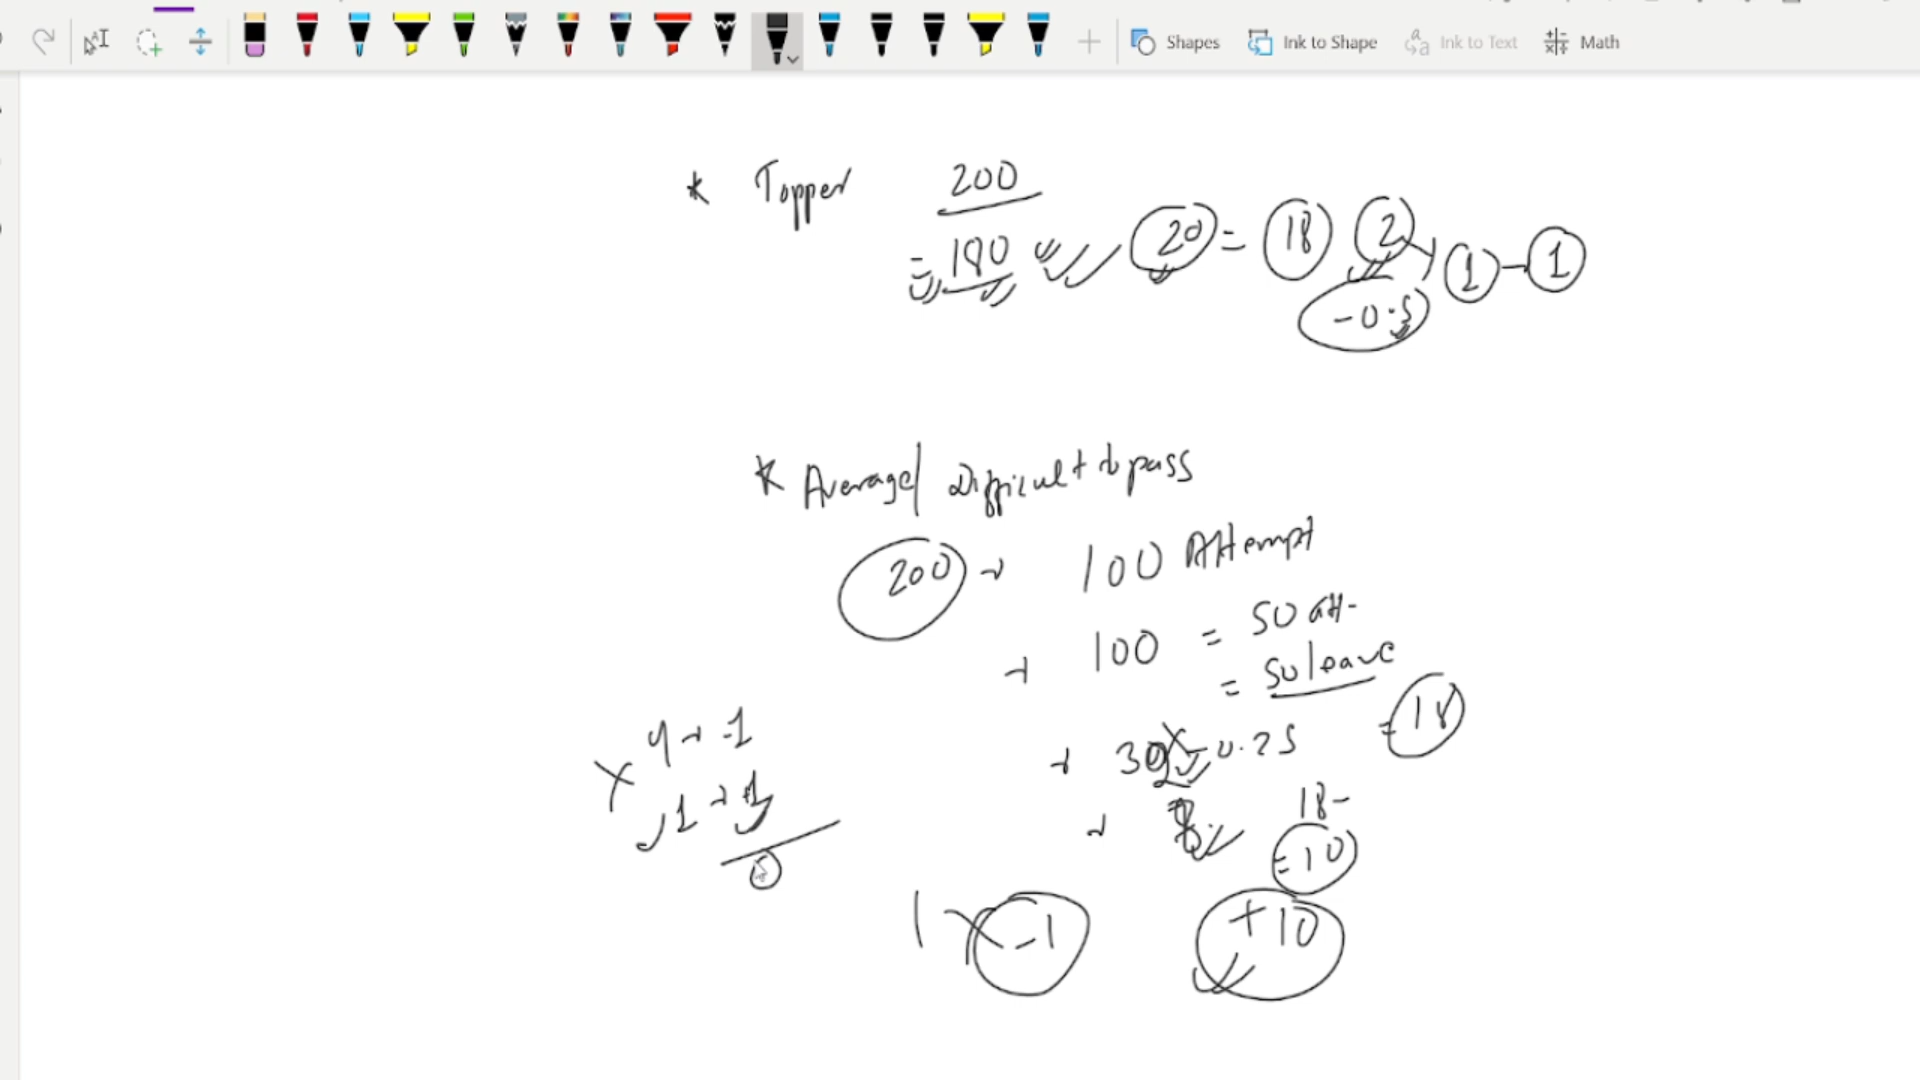 Shapes Ink to Shape Ink to Text Math
* Topper 200
= 180 20 = 18 2 1 - 1
-0.5
* Average/ Difficult to pass
200 → 100 Attempt
→ 100 = 50 att-
= 50 leave
= 18
4 → -1
→ 30 x 0.25
x
1 →
18-
= 10
1 x -1 +10